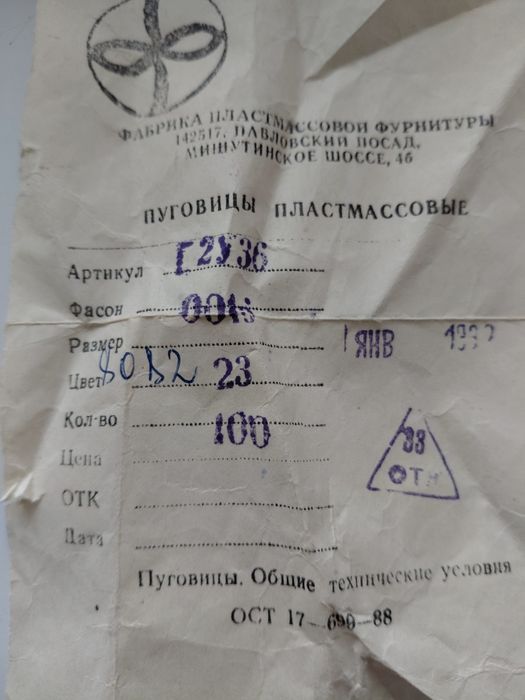 ФАБРИКА ПЛАСТМАССОВОЙ ФУРНИТУРЫ
142517, ПАВЛОВСКИЙ ПОСАД,
МИШУТИНСКОЕ ШОССЕ, 46
ПУГОВИЦЫ ПЛАСТМАССОВЫЕ
Артикул Г2У36
Фасон
Размер
ЯНВ
Цвет 23
Кол-во 100
Цена
33
ОТК
ОТК
Дата
Пуговицы. Общие технические условия
ОСТ 17-690-88